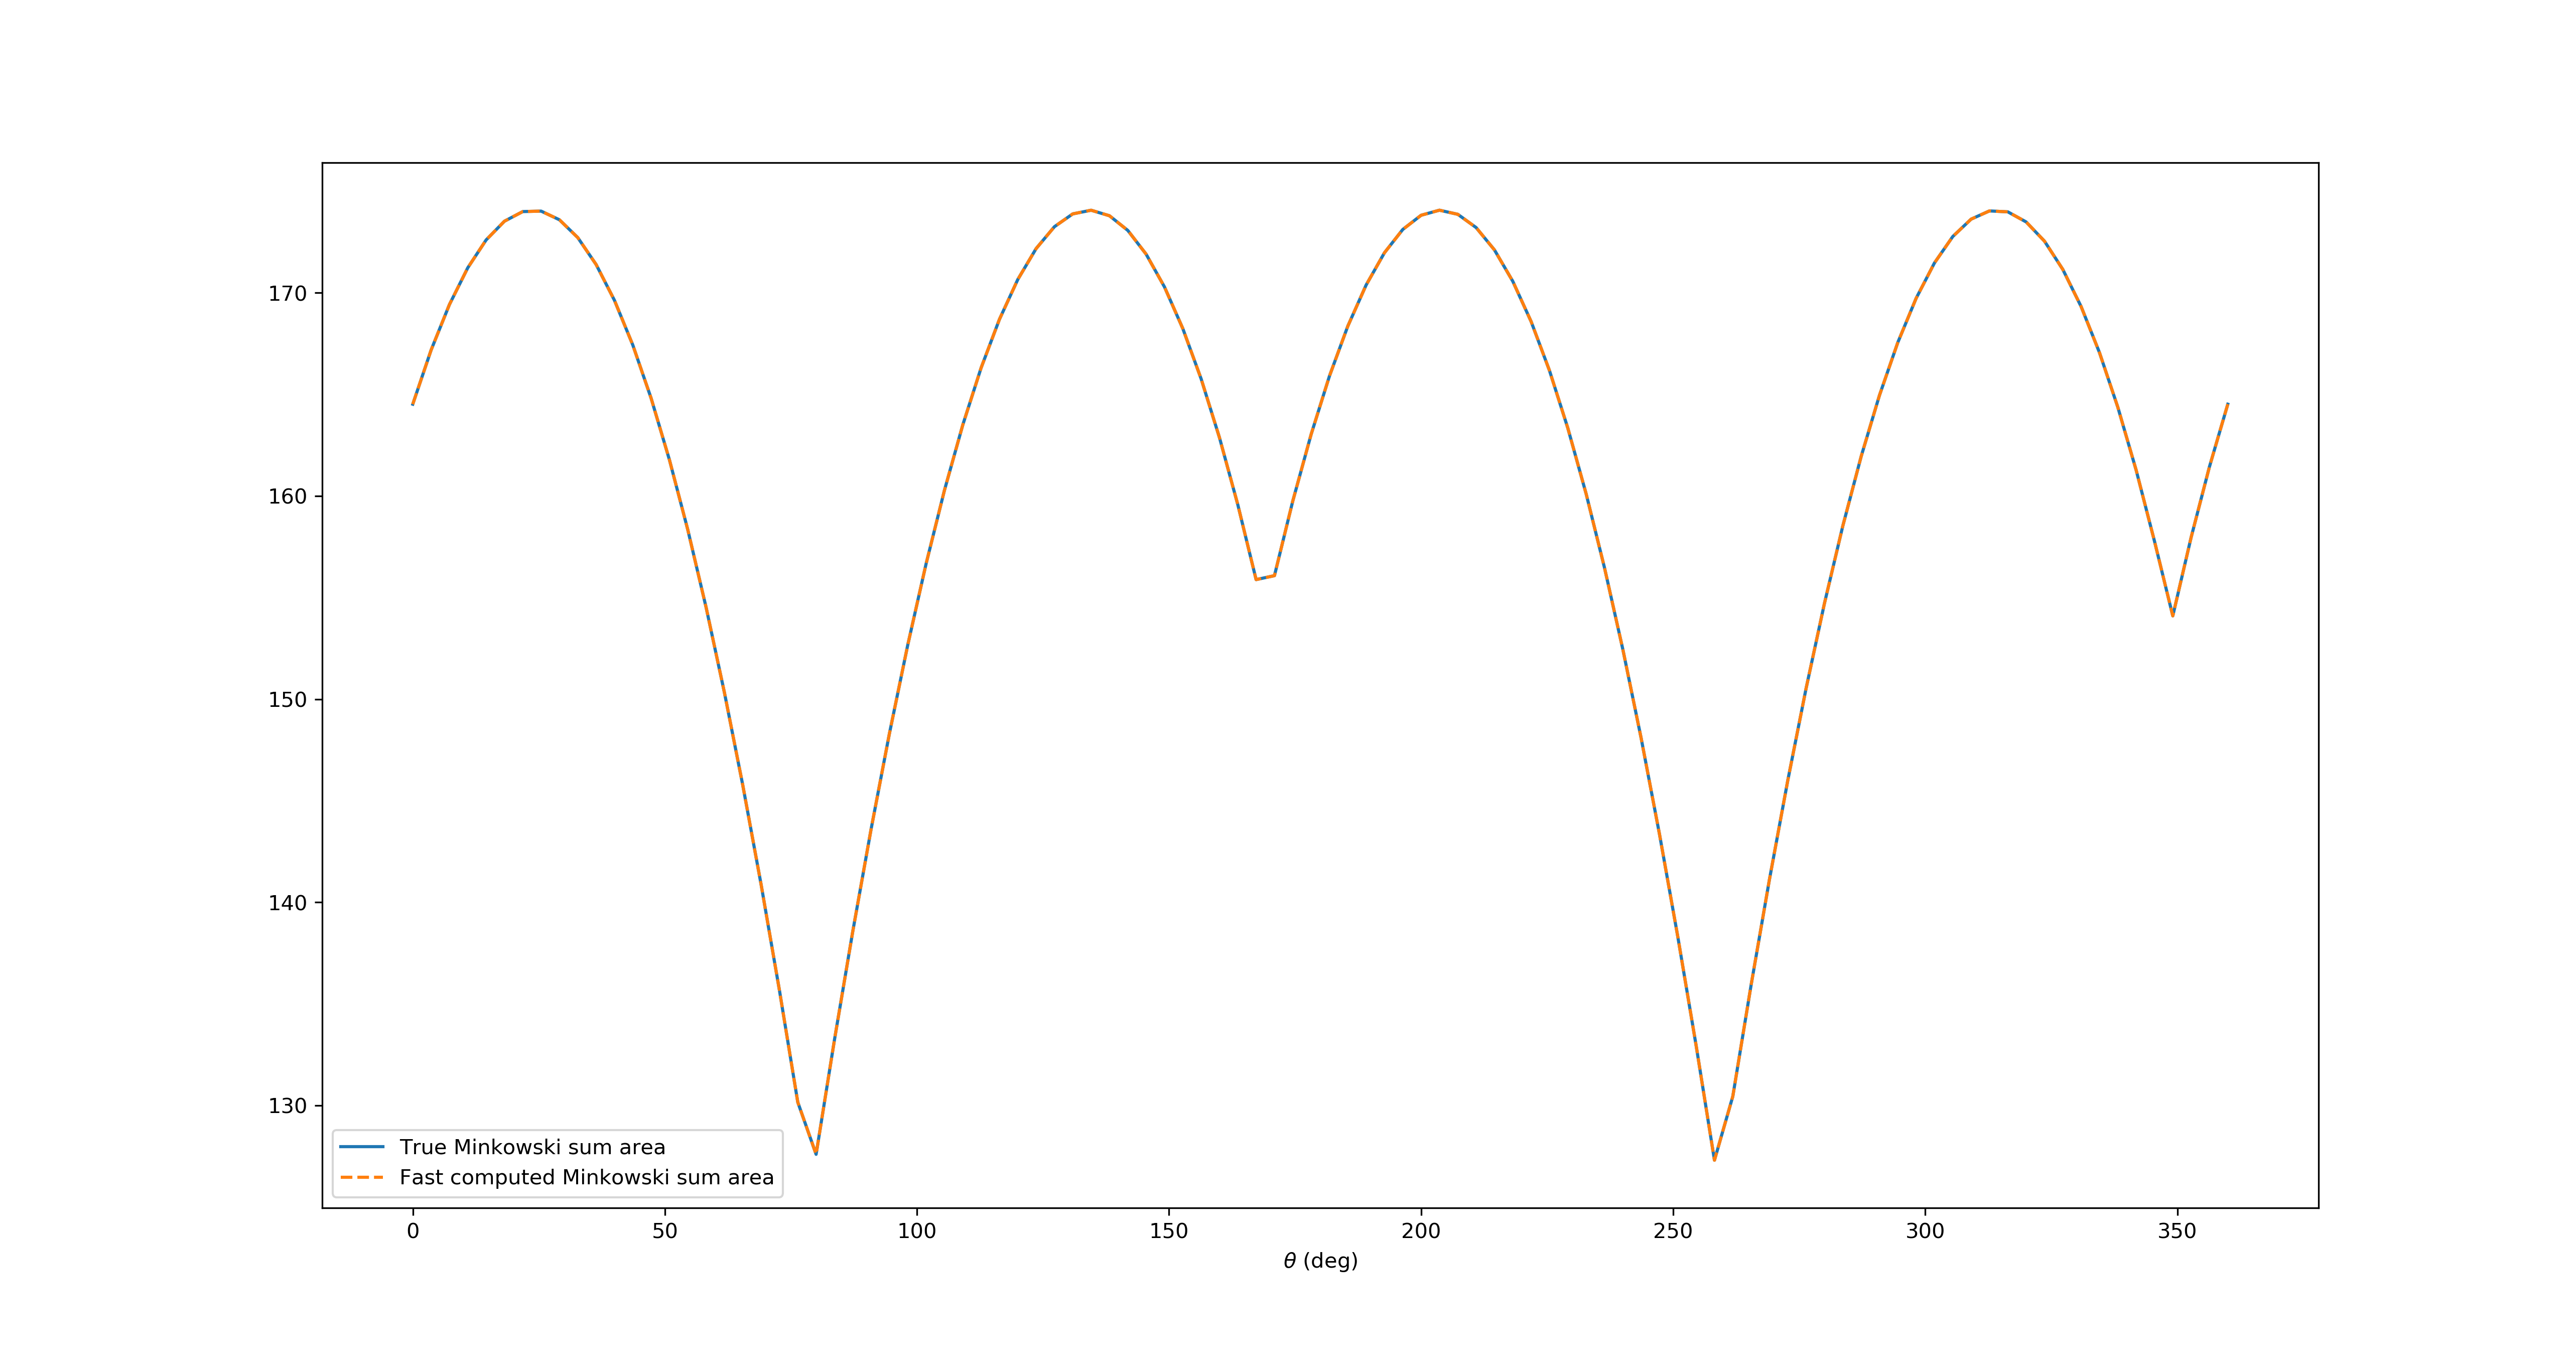 170
160
150
140
130
True Minkowski sum area
Fast computed Minkowski sum area
0 50 100 150 200 250 300 350
θ (deg)